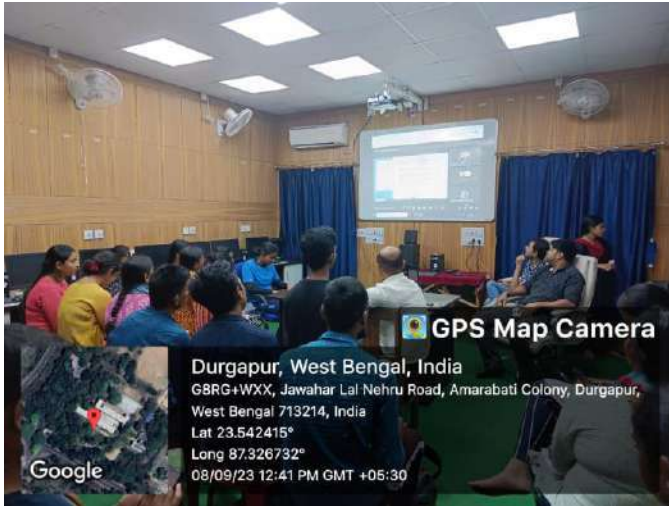 GPS Map Camera
Durgapur, West Bengal, India
G8RG+WXX, Jawahar Lal Nehru Road, Amarabati Colony, Durgapur,
West Bengal 713214, India
Lat 23.542415°
Long 87.326732°
08/09/23 12:41 PM GMT +05:30
Google